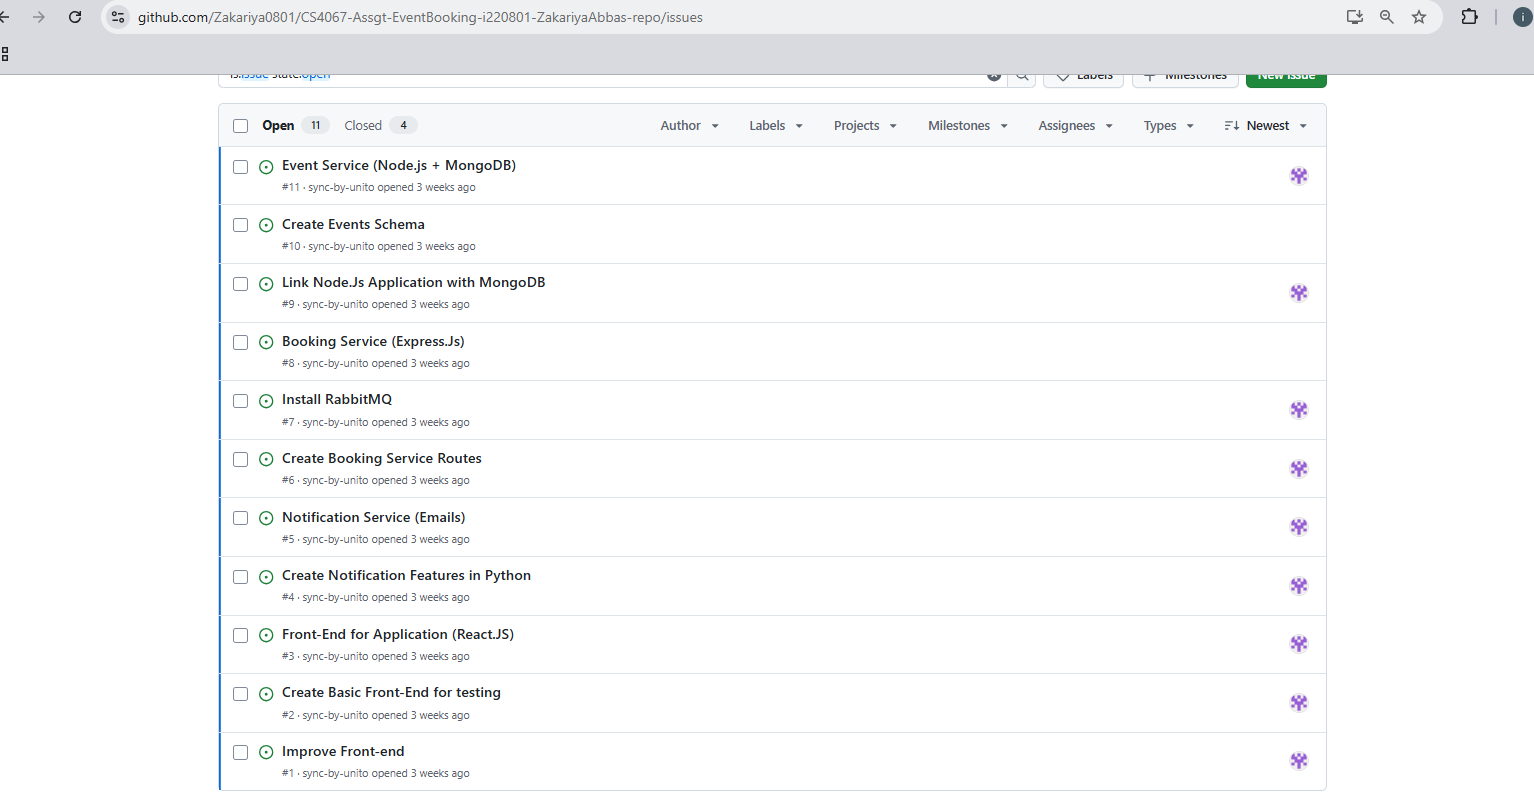 github.com/Zakariya0801/CS4067-Assgt-EventBooking-i220801-ZakariyaAbbas-repo/issues
i
is:issue state:open
Labels
Milestones
New issue
Open 11 Closed 4 Author Labels Projects Milestones Assignees Types Newest
Event Service (Node.js + MongoDB)
#11 · sync-by-unito opened 3 weeks ago
Create Events Schema
#10 · sync-by-unito opened 3 weeks ago
Link Node.Js Application with MongoDB
#9 · sync-by-unito opened 3 weeks ago
Booking Service (Express.Js)
#8 · sync-by-unito opened 3 weeks ago
Install RabbitMQ
#7 · sync-by-unito opened 3 weeks ago
Create Booking Service Routes
#6 · sync-by-unito opened 3 weeks ago
Notification Service (Emails)
#5 · sync-by-unito opened 3 weeks ago
Create Notification Features in Python
#4 · sync-by-unito opened 3 weeks ago
Front-End for Application (React.JS)
#3 · sync-by-unito opened 3 weeks ago
Create Basic Front-End for testing
#2 · sync-by-unito opened 3 weeks ago
Improve Front-end
#1 · sync-by-unito opened 3 weeks ago